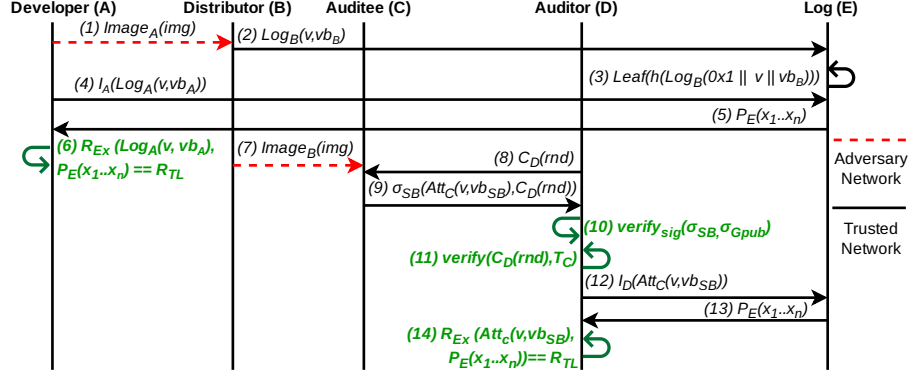 Developer (A) Distributor (B) Auditee (C) Auditor (D) Log (E)
(1) Image_A(img)
(2) Log_B(v,vb_B)
(3) Leaf(h(Log_B(0x1 || v || vb_B)))
(4) I_A(Log_A(v,vb_A))
(5) P_E(x_1..x_n)
(6) R_Ex (Log_A(v, vb_A),
P_E(x_1..x_n) == R_TL
(7) Image_B(img)
(8) C_D(rnd)
Adversary
Network
(9) σ_SB(Att_C(v,vb_SB),C_D(rnd))
Trusted
Network
(10) verify_sig(σ_SB,σ_Gpub)
(11) verify(C_D(rnd),T_C)
(12) I_D(Att_C(v,vb_SB))
(13) P_E(x_1..x_n)
(14) R_Ex (Att_c(v,vb_SB),
P_E(x_1..x_n))== R_TL